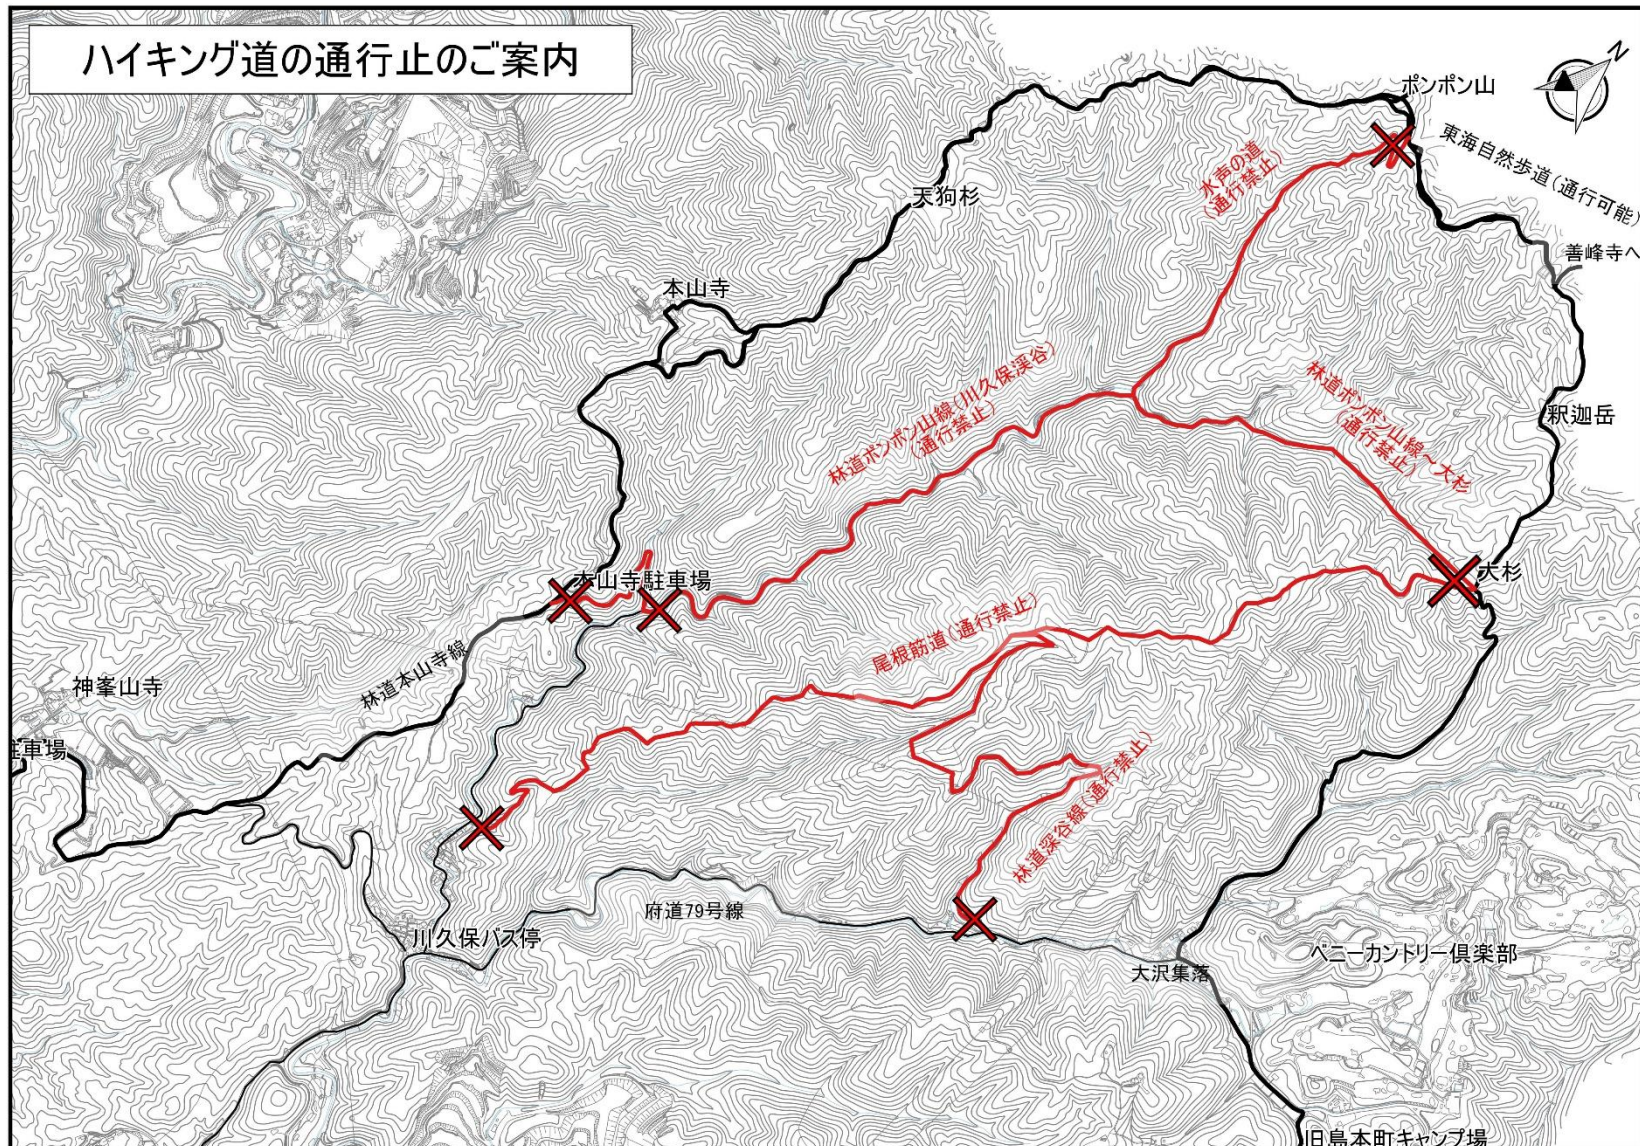 ハイキング道の通行止のご案内
N
ポンポン山
東海自然歩道(通行可能)
水声の道
(通行禁止)
天狗杉
善峰寺へ
本山寺
林道ポンポン山線(川久保渓谷)
(通行禁止)
林道ポンポン山線~大杉
(通行禁止)
釈迦岳
本山寺駐車場
大杉
尾根筋道(通行禁止)
林道本山寺線
神峯山寺
車場
林道深谷線(通行禁止)
府道79号線
川久保バス停
ベニーカントリー倶楽部
大沢集落
旧島本町キャンプ場